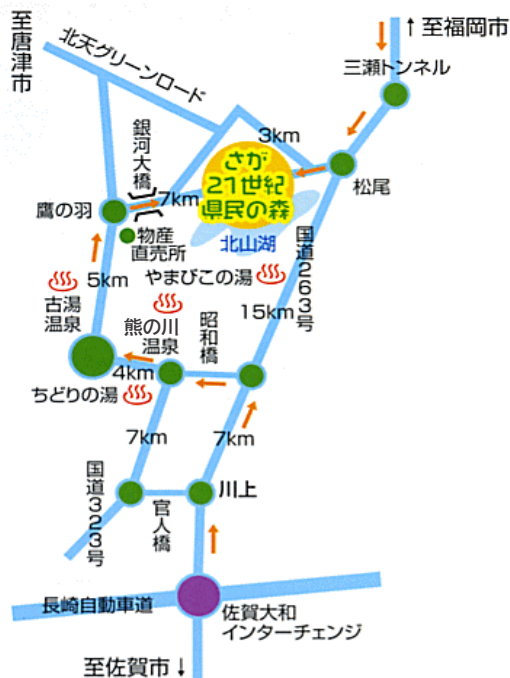 至唐津市
北天グリーンロード
↑至福岡市
三瀬トンネル
3km
松尾
銀河大橋
さが
21世紀
県民の森
鷹の羽
7km
物産
直売所
北山湖
国道263号
やまびこの湯
5km
古湯
温泉
熊の川
温泉
昭和橋
15km
4km
ちどりの湯
7km
7km
国道323号
官人橋
川上
長崎自動車道
佐賀大和
インターチェンジ
至佐賀市↓